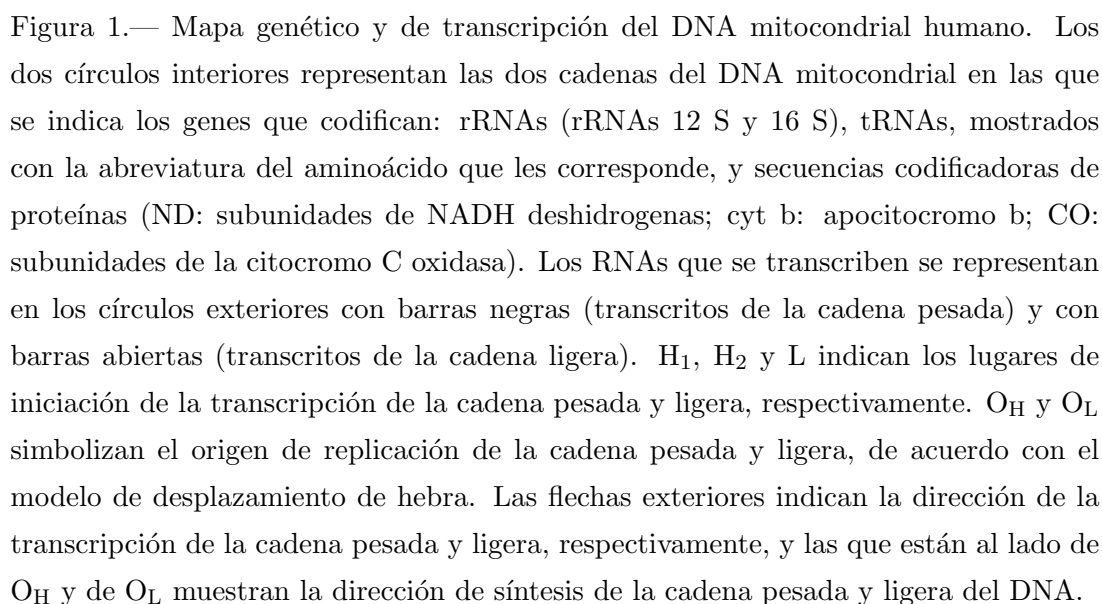 Figura 1.— Mapa genético y de transcripción del DNA mitocondrial humano. Los
dos círculos interiores representan las dos cadenas del DNA mitocondrial en las que
se indica los genes que codifican: rRNAs (rRNAs 12 S y 16 S), tRNAs, mostrados
con la abreviatura del aminoácido que les corresponde, y secuencias codificadoras de
proteínas (ND: subunidades de NADH deshidrogenas; cyt b: apocitocromo b; CO:
subunidades de la citocromo C oxidasa). Los RNAs que se transcriben se representan
en los círculos exteriores con barras negras (transcritos de la cadena pesada) y con
barras abiertas (transcritos de la cadena ligera). H₁, H₂ y L indican los lugares de
iniciación de la transcripción de la cadena pesada y ligera, respectivamente. O_H y O_L
simbolizan el origen de replicación de la cadena pesada y ligera, de acuerdo con el
modelo de desplazamiento de hebra. Las flechas exteriores indican la dirección de la
transcripción de la cadena pesada y ligera, respectivamente, y las que están al lado de
O_H y de O_L muestran la dirección de síntesis de la cadena pesada y ligera del DNA.